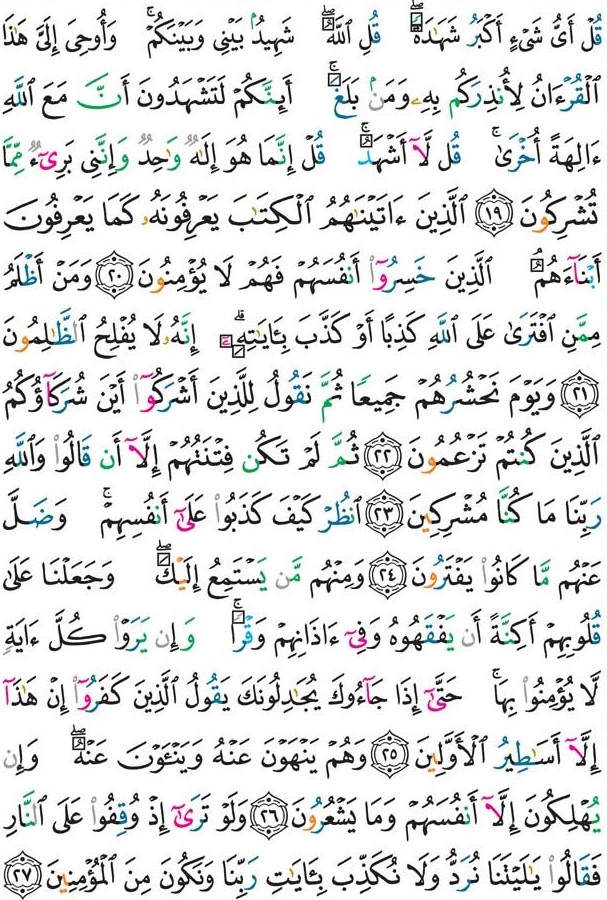 قُلْ أَىُّ شَىْءٍ أَكْبَرُ شَهَٰدَةً ۖ قُلِ ٱللَّهُ ۖ شَهِيدٌۢ بَيْنِى وَبَيْنَكُمْ ۚ وَأُوحِىَ إِلَىَّ هَٰذَا
ٱلْقُرْءَانُ لِأُنذِرَكُم بِهِۦ وَمَنۢ بَلَغَ ۚ أَئِنَّكُمْ لَتَشْهَدُونَ أَنَّ مَعَ ٱللَّهِ
ءَالِهَةً أُخْرَىٰ ۚ قُل لَّآ أَشْهَدُ ۚ قُلْ إِنَّمَا هُوَ إِلَٰهٌ وَٰحِدٌ وَإِنَّنِى بَرِىٓءٌ مِّمَّا
تُشْرِكُونَ ١٩ ٱلَّذِينَ ءَاتَيْنَٰهُمُ ٱلْكِتَٰبَ يَعْرِفُونَهُۥ كَمَا يَعْرِفُونَ
أَبْنَآءَهُمُ ۘ ٱلَّذِينَ خَسِرُوٓا۟ أَنفُسَهُمْ فَهُمْ لَا يُؤْمِنُونَ ٢٠ وَمَنْ أَظْلَمُ
مِمَّنِ ٱفْتَرَىٰ عَلَى ٱللَّهِ كَذِبًا أَوْ كَذَّبَ بِـَٔايَٰتِهِۦٓ ۗ إِنَّهُۥ لَا يُفْلِحُ ٱلظَّٰلِمُونَ
٢١ وَيَوْمَ نَحْشُرُهُمْ جَمِيعًا ثُمَّ نَقُولُ لِلَّذِينَ أَشْرَكُوٓا۟ أَيْنَ شُرَكَآؤُكُمُ
ٱلَّذِينَ كُنتُمْ تَزْعُمُونَ ٢٢ ثُمَّ لَمْ تَكُن فِتْنَتُهُمْ إِلَّآ أَن قَالُوا۟ وَٱللَّهِ
رَبِّنَا مَا كُنَّا مُشْرِكِينَ ٢٣ ٱنظُرْ كَيْفَ كَذَبُوا۟ عَلَىٰٓ أَنفُسِهِمْ ۚ وَضَلَّ
عَنْهُم مَّا كَانُوا۟ يَفْتَرُونَ ٢٤ وَمِنْهُم مَّن يَسْتَمِعُ إِلَيْكَ ۖ وَجَعَلْنَا عَلَىٰ
قُلُوبِهِمْ أَكِنَّةً أَن يَفْقَهُوهُ وَفِىٓ ءَاذَانِهِمْ وَقْرًا ۚ وَإِن يَرَوْا۟ كُلَّ ءَايَةٍ
لَّا يُؤْمِنُوا۟ بِهَا ۚ حَتَّىٰٓ إِذَا جَآءُوكَ يُجَٰدِلُونَكَ يَقُولُ ٱلَّذِينَ كَفَرُوٓا۟ إِنْ هَٰذَآ
إِلَّآ أَسَٰطِيرُ ٱلْأَوَّلِينَ ٢٥ وَهُمْ يَنْهَوْنَ عَنْهُ وَيَنْـَٔوْنَ عَنْهُ ۖ وَإِن
يُهْلِكُونَ إِلَّآ أَنفُسَهُمْ وَمَا يَشْعُرُونَ ٢٦ وَلَوْ تَرَىٰٓ إِذْ وُقِفُوا۟ عَلَى ٱلنَّارِ
فَقَالُوا۟ يَٰلَيْتَنَا نُرَدُّ وَلَا نُكَذِّبَ بِـَٔايَٰتِ رَبِّنَا وَنَكُونَ مِنَ ٱلْمُؤْمِنِينَ ٢٧